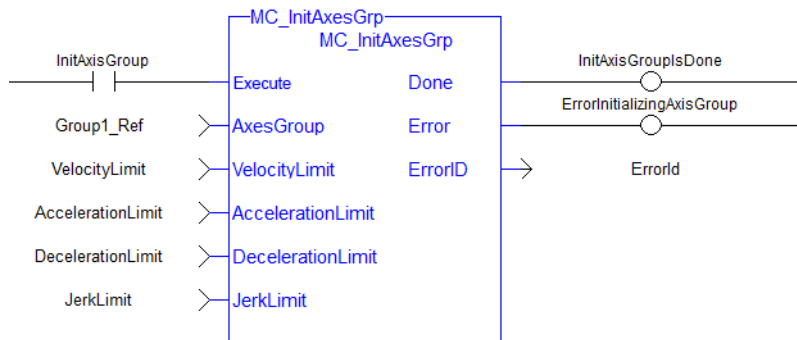 MC_InitAxesGrp
MC_InitAxesGrp
InitAxisGroup
InitAxisGroupIsDone
Execute
Done
ErrorInitializingAxisGroup
Group1_Ref
AxesGroup
Error
VelocityLimit
VelocityLimit
ErrorID
ErrorId
AccelerationLimit
AccelerationLimit
DecelerationLimit
DecelerationLimit
JerkLimit
JerkLimit